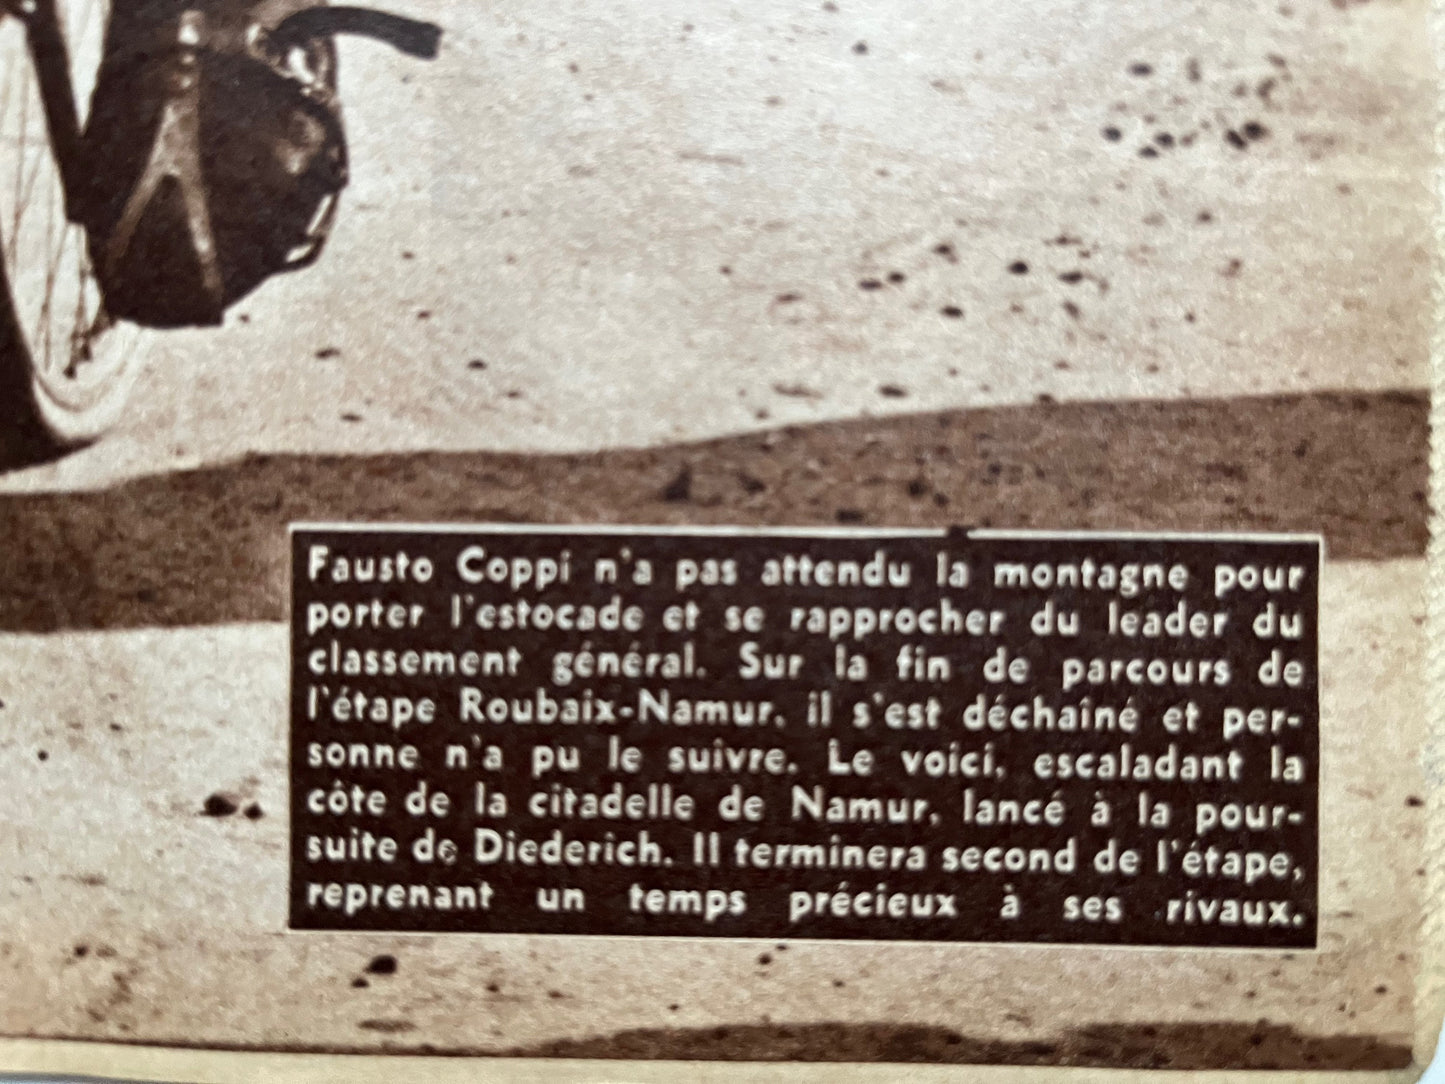 Fausto Coppi n'a pas attendu la montagne pour
porter l'estocade et se rapprocher du leader du
classement général. Sur la fin de parcours de
l'étape Roubaix-Namur, il s'est déchaîné et per-
sonne n'a pu le suivre. Le voici, escaladant la
côte de la citadelle de Namur, lancé à la pour-
suite de Diederich. Il terminera second de l'étape,
reprenant un temps précieux à ses rivaux.